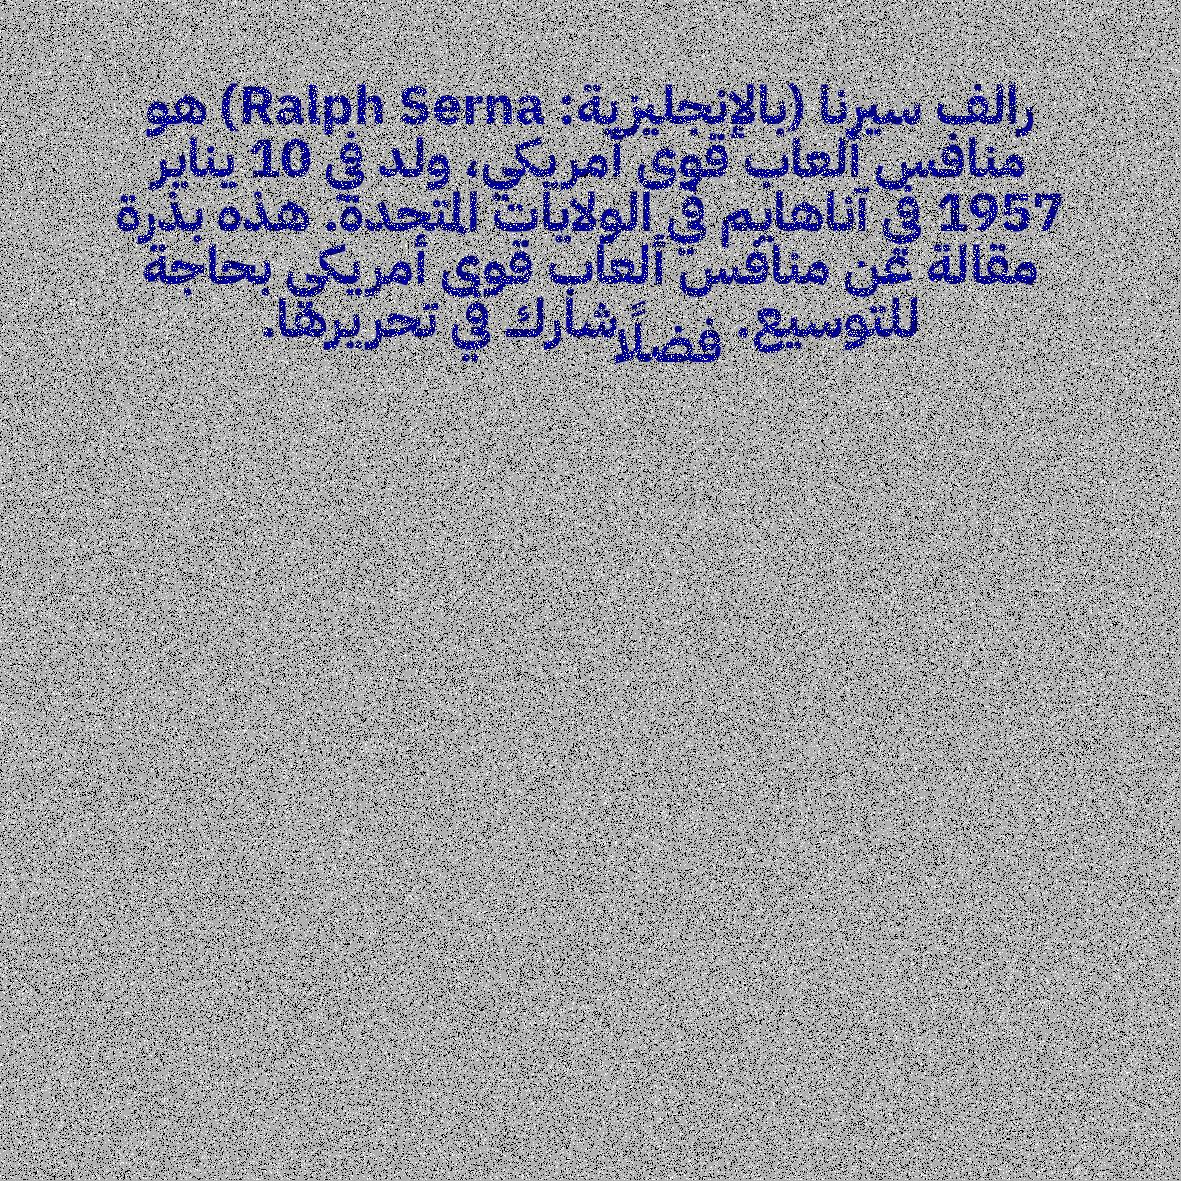 رالف سيرنا (بالإنجليزية: Ralph Serna) هو
منافس ألعاب قوى أمريكي، ولد في 10 يناير
1957 في آناهايم في الولايات المتحدة. هذه بذرة
مقالة عن منافس ألعاب قوى أمريكي بحاجة
للتوسيع. فضلًا شارك في تحريرها.